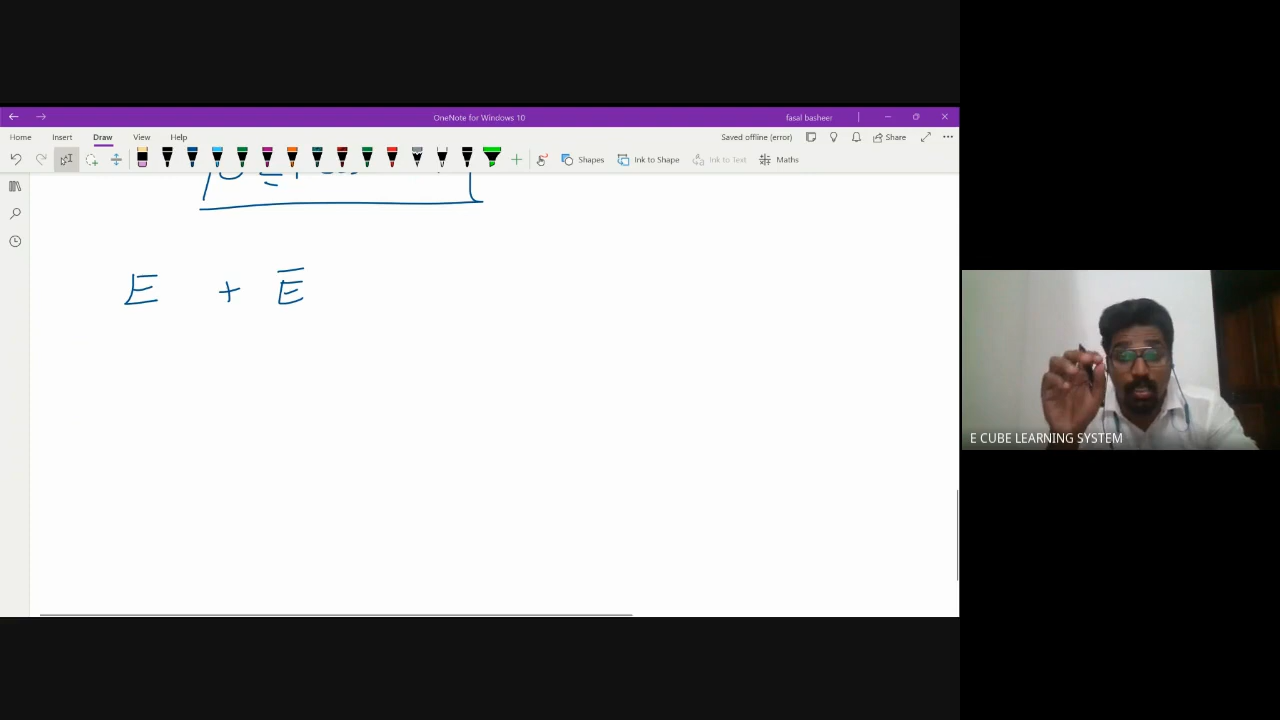 OneNote for Windows 10
fasal basheer
Home Insert Draw View Help
Saved offline (error)
Share
Shapes
Ink to Shape
Ink to Text
Maths
E + E̅
E CUBE LEARNING SYSTEM